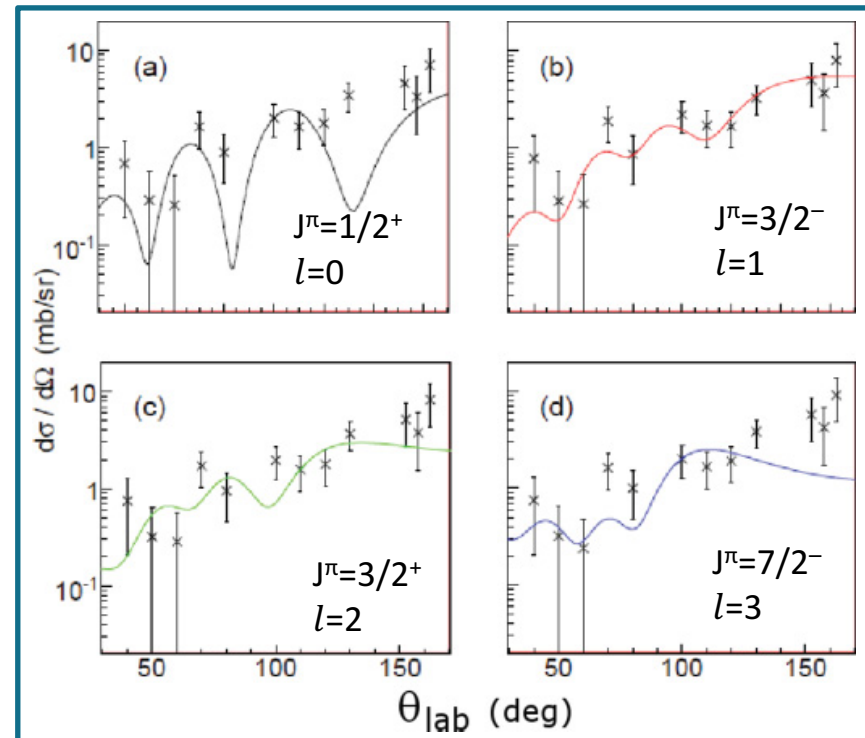 (a)
(b)
10
1
10⁻¹
Jπ=1/2⁺
l=0
Jπ=3/2⁻
l=1
dσ / dΩ (mb/sr)
(c)
(d)
10
1
10⁻¹
Jπ=3/2⁺
l=2
Jπ=7/2⁻
l=3
50 100 150 50 100 150
θlab (deg)